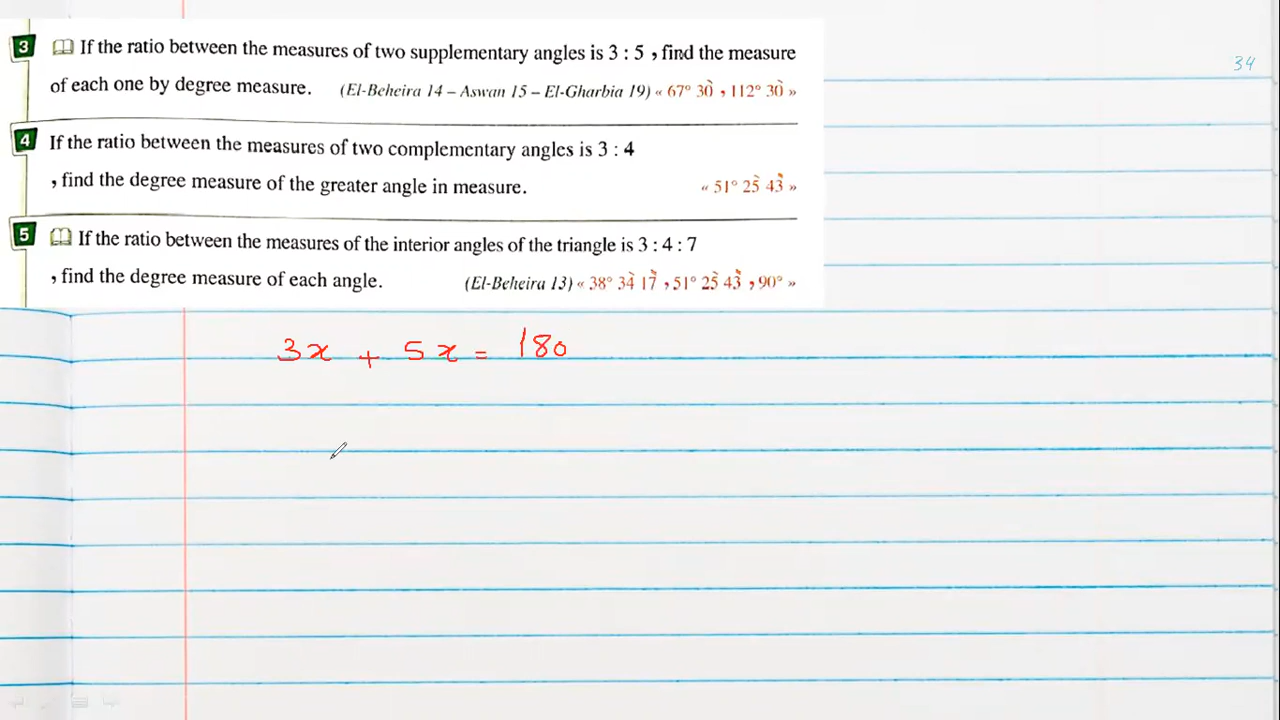 34
3 If the ratio between the measures of two supplementary angles is 3 : 5 , find the measure
of each one by degree measure. (El-Beheira 14 – Aswan 15 – El-Gharbia 19) « 67° 30̀ , 112° 30̀ »
4 If the ratio between the measures of two complementary angles is 3 : 4
, find the degree measure of the greater angle in measure. « 51° 25̀ 43̏ »
5 If the ratio between the measures of the interior angles of the triangle is 3 : 4 : 7
, find the degree measure of each angle. (El-Beheira 13) « 38° 34̀ 17̏ , 51° 25̀ 43̏ , 90° »
3x + 5x = 180